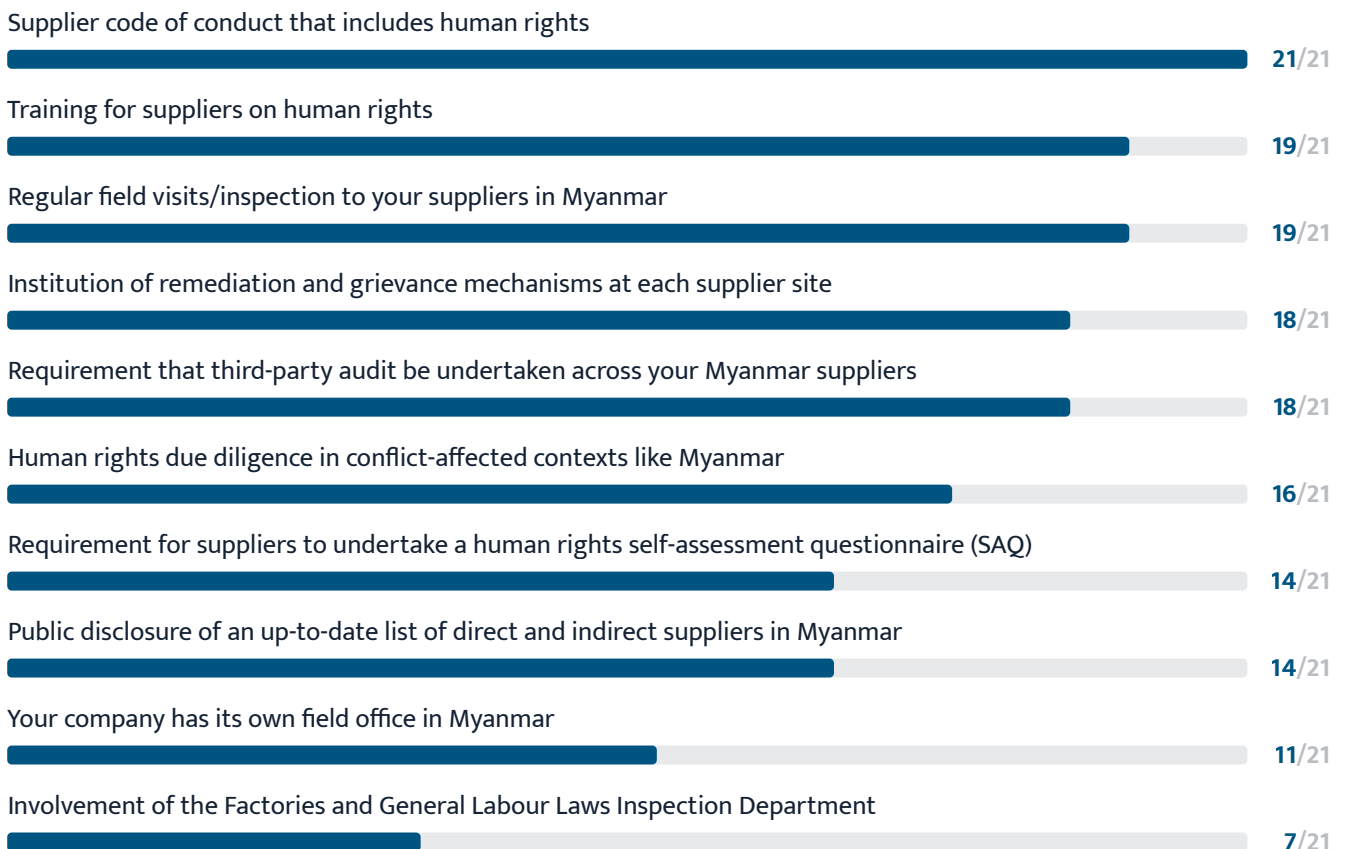 Supplier code of conduct that includes human rights
21/21
Training for suppliers on human rights
19/21
Regular field visits/inspection to your suppliers in Myanmar
19/21
Institution of remediation and grievance mechanisms at each supplier site
18/21
Requirement that third-party audit be undertaken across your Myanmar suppliers
18/21
Human rights due diligence in conflict-affected contexts like Myanmar
16/21
Requirement for suppliers to undertake a human rights self-assessment questionnaire (SAQ)
14/21
Public disclosure of an up-to-date list of direct and indirect suppliers in Myanmar
14/21
Your company has its own field office in Myanmar
11/21
Involvement of the Factories and General Labour Laws Inspection Department
7/21